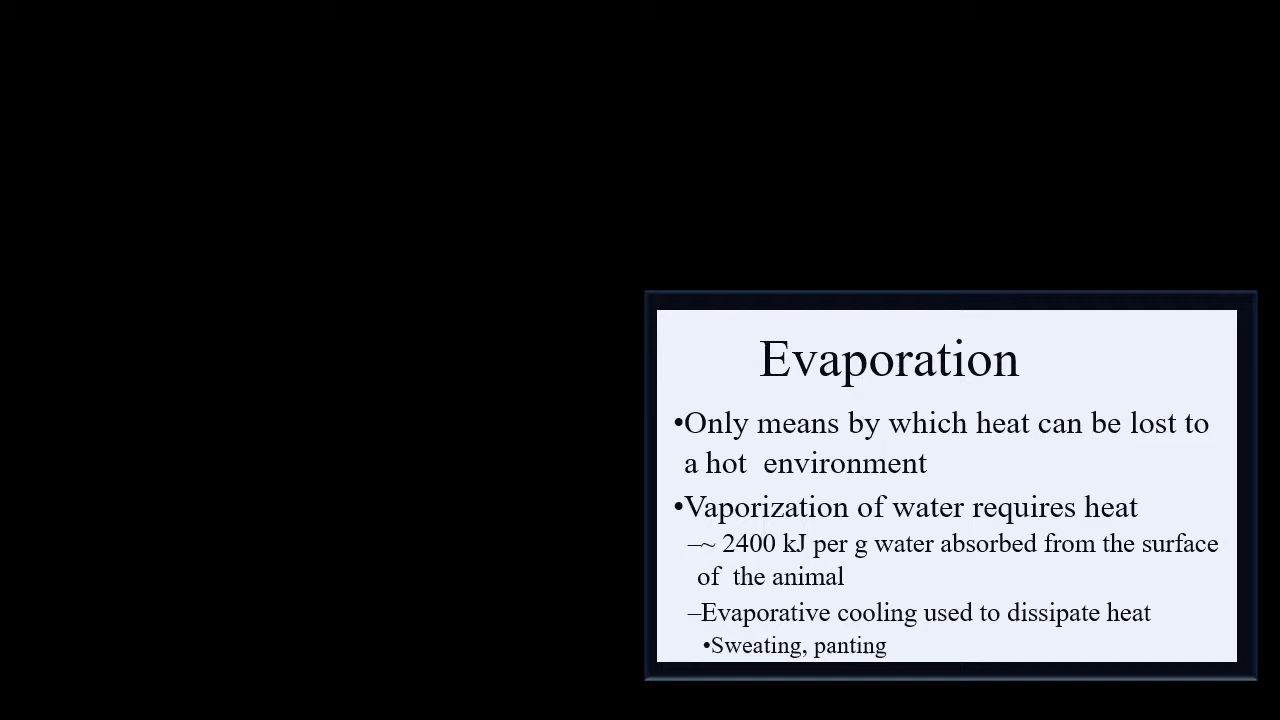 Evaporation
•Only means by which heat can be lost to
a hot  environment
•Vaporization of water requires heat
–~ 2400 kJ per g water absorbed from the surface
of  the animal
–Evaporative cooling used to dissipate heat
•Sweating, panting